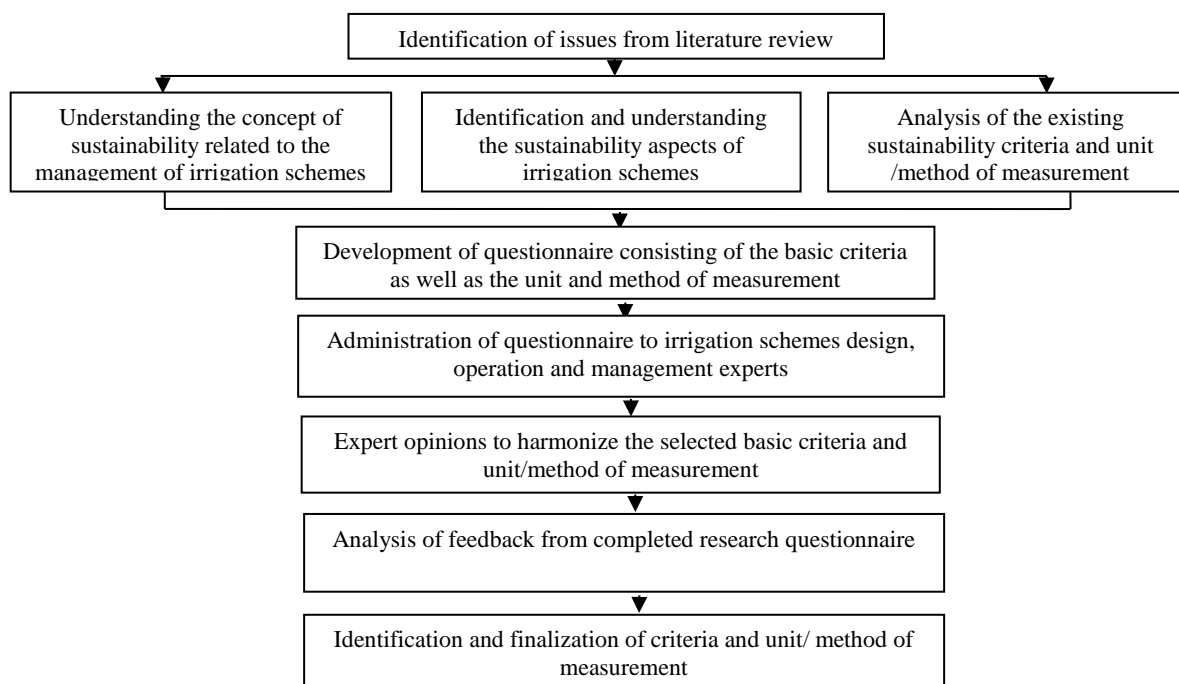 Identification of issues from literature review
Understanding the concept of
sustainability related to the
management of irrigation schemes
Identification and understanding
the sustainability aspects of
irrigation schemes
Analysis of the existing
sustainability criteria and unit
/method of measurement
Development of questionnaire consisting of the basic criteria
as well as the unit and method of measurement
Administration of questionnaire to irrigation schemes design,
operation and management experts
Expert opinions to harmonize the selected basic criteria and
unit/method of measurement
Analysis of feedback from completed research questionnaire
Identification and finalization of criteria and unit/ method of
measurement